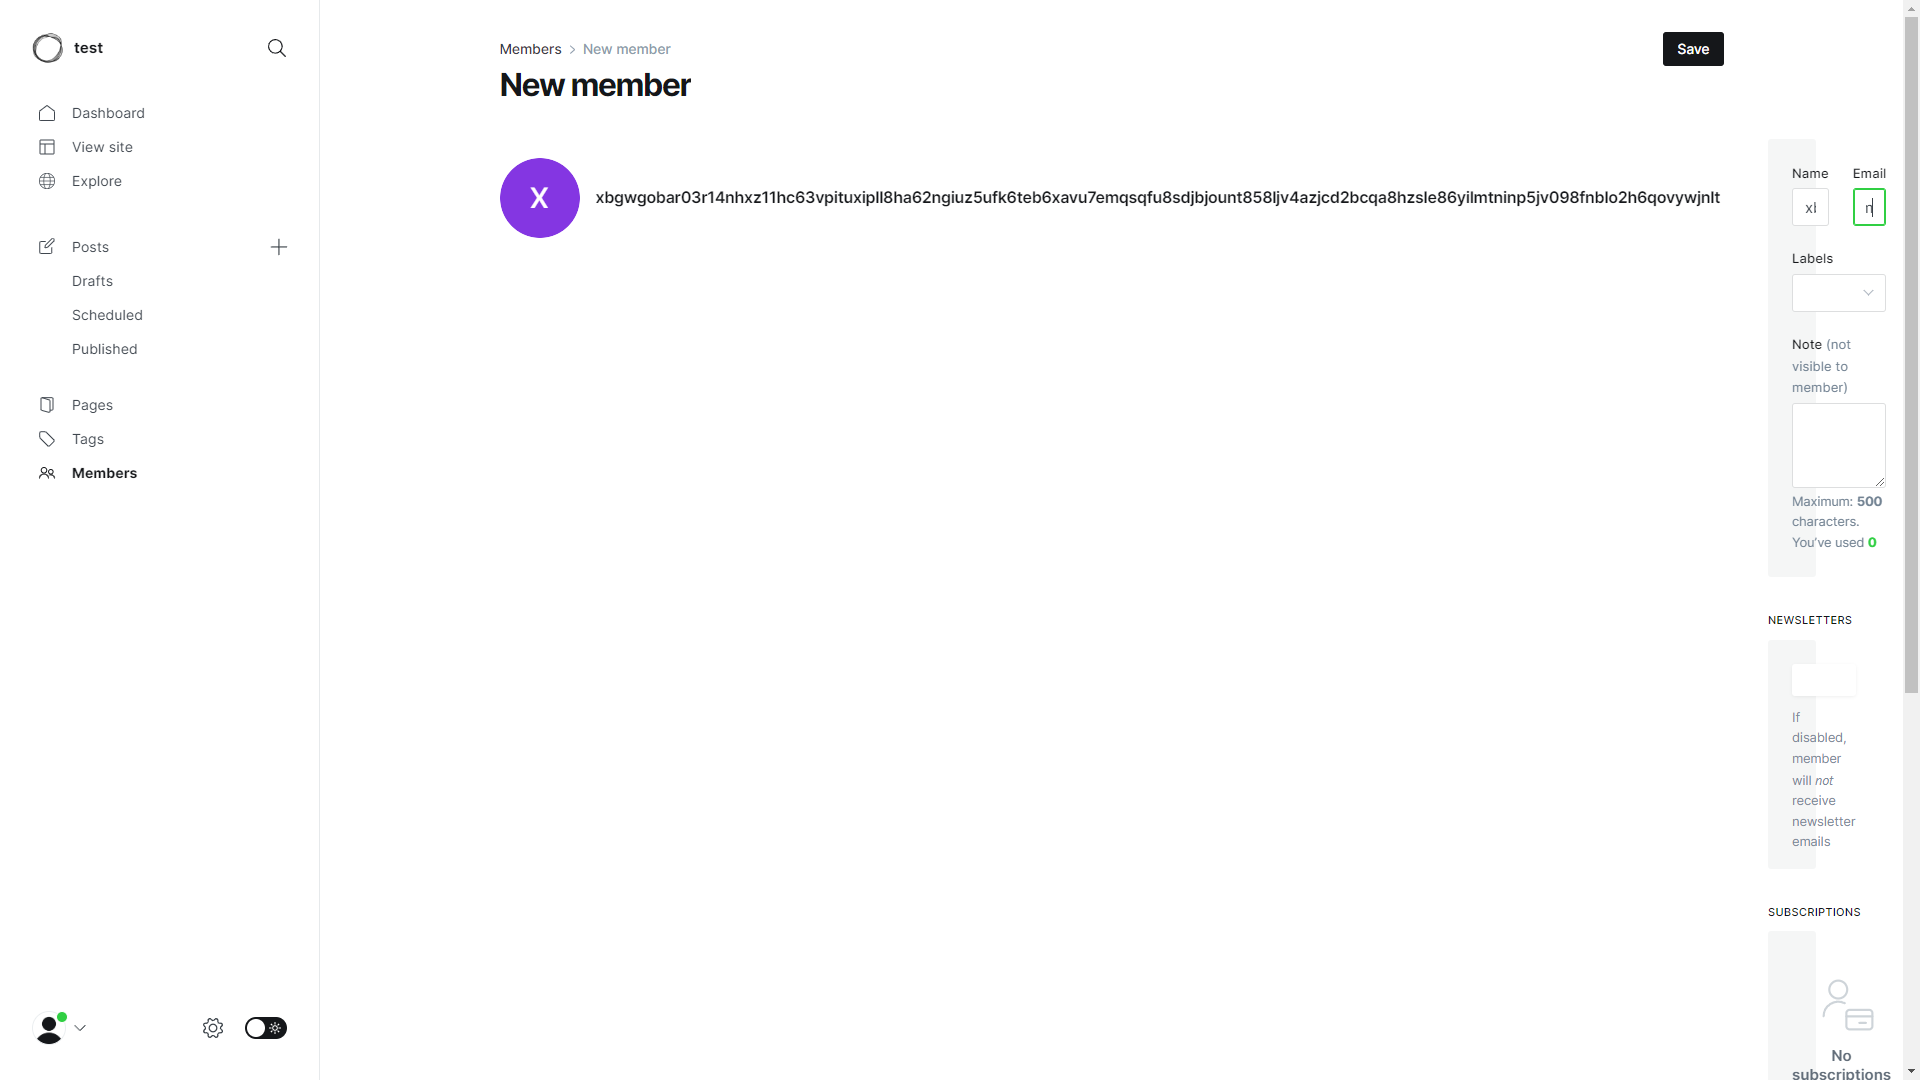 test
Dashboard
View site
Explore
Posts
Drafts
Scheduled
Published
Pages
Tags
Members
Members > New member
Save
New member
X
xbgwgobar03r14nhxz11hc63vpituxipll8ha62ngiuz5ufk6teb6xavu7emqsqfu8sdjbjount858ljv4azjcd2bcqa8hzsle86yilmtninp5jv098fnblo2h6qovywjnlt
Name
Email
Labels
Note (not
visible to
member)
Maximum: 500
characters.
You've used 0
NEWSLETTERS
If
disabled,
member
will not
receive
newsletter
emails
SUBSCRIPTIONS
No
subscriptions